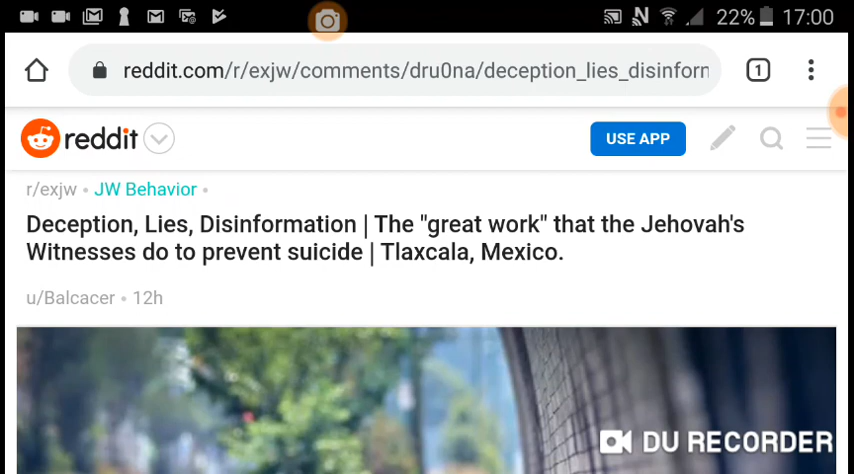 22% 17:00
reddit.com/r/exjw/comments/dru0na/deception_lies_disinforn
1
reddit
USE APP
r/exjw • JW Behavior •
Deception, Lies, Disinformation | The "great work" that the Jehovah's
Witnesses do to prevent suicide | Tlaxcala, Mexico.
u/Balcacer • 12h
DU RECORDER